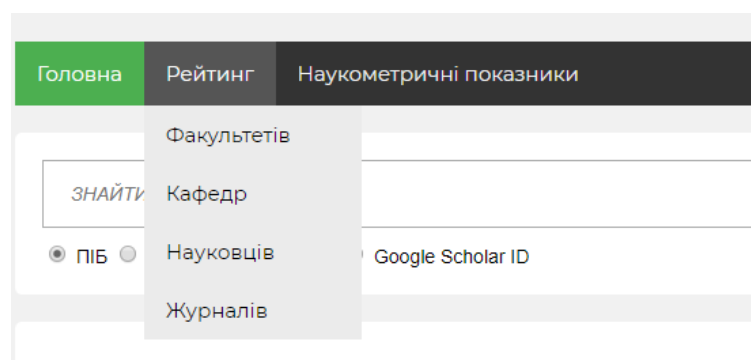 Головна Рейтинг Наукометричні показники
Факультетів
ЗНАЙТИ Кафедр
ПІБ Науковців Google Scholar ID
Журналів